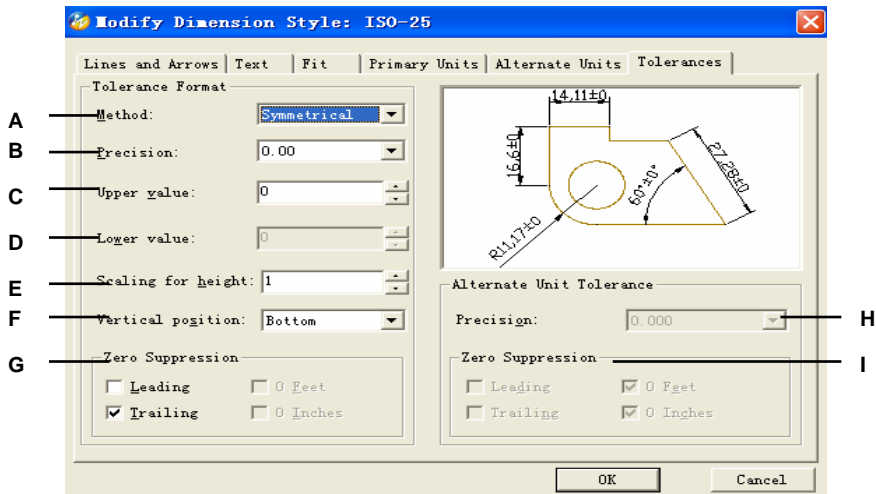 Modify Dimension Style: ISO-25
Lines and Arrows Text Fit Primary Units Alternate Units Tolerances
Tolerance Format
A Method: Symmetrical
B Precision: 0.00
C Upper value: 0
D Lower value: 0
E Scaling for height: 1
F Vertical position: Bottom
G Zero Suppression
Leading 0 Feet
Trailing 0 Inches
14,11±0
16,6±0
27,28±0
60°±0°
R11,17±0
Alternate Unit Tolerance
Precision: 0.000 H
Zero Suppression I
Leading 0 Feet
Trailing 0 Inches
OK Cancel